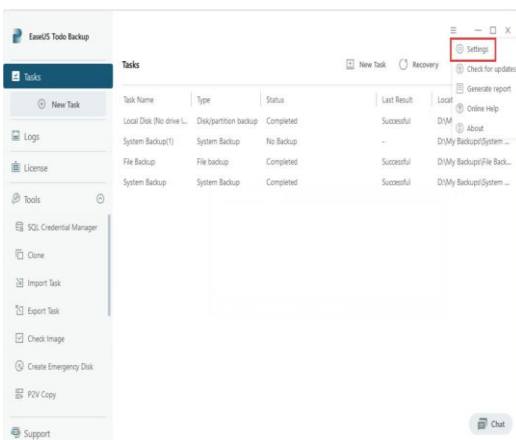 EaseUS Todo Backup
Tasks
New Task
Logs
License
Tools
SQL Credential Manager
Clone
Import Task
Export Task
Check Image
Create Emergency Disk
P2V Copy
Support
Tasks
New Task
Recovery
Settings
Check for updates
Generate report
Online Help
About
Task Name Type Status Last Result Locat
Local Disk (No drive l... Disk/partition backup Completed Successful D:\M
System Backup(1) System Backup No Backup -- D:\My Backups\System ...
File Backup File backup Completed Successful D:\My Backups\File Back...
System Backup System Backup Completed Successful D:\My Backups\System ...
Chat